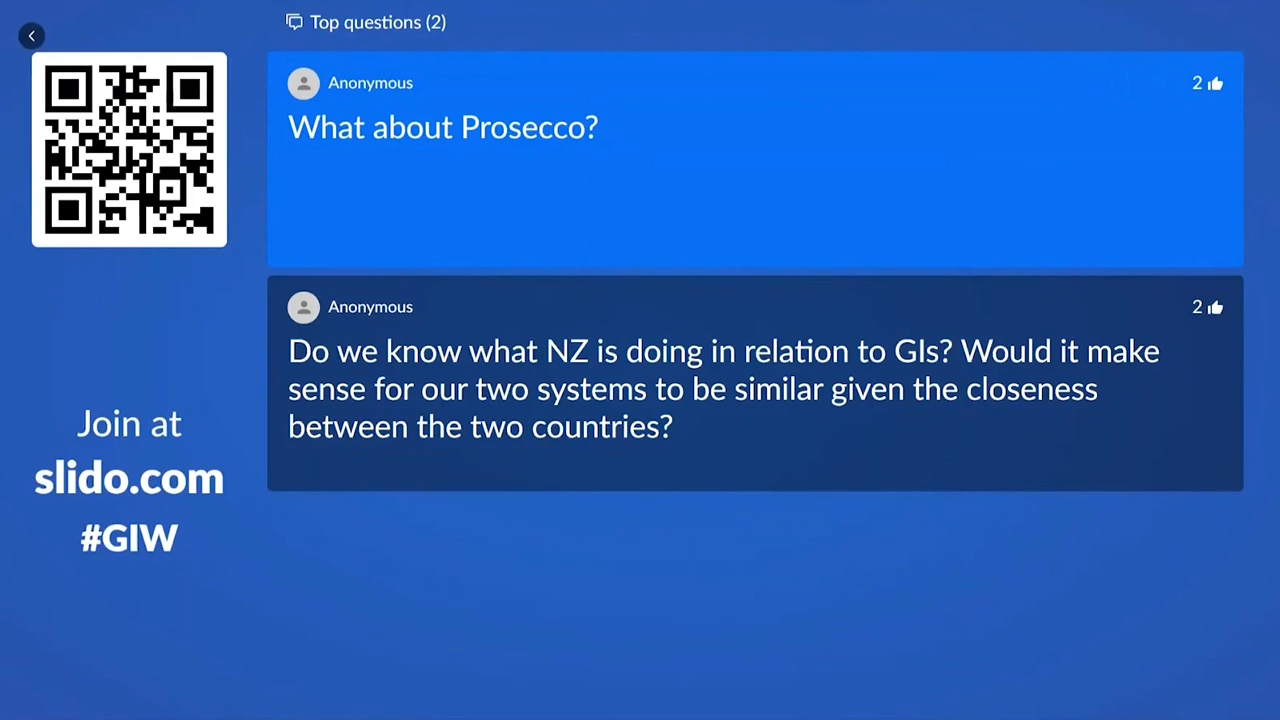 Top questions (2)
Anonymous
2
What about Prosecco?
Anonymous
2
Do we know what NZ is doing in relation to GIs? Would it make
sense for our two systems to be similar given the closeness
between the two countries?
Join at
slido.com
#GIW